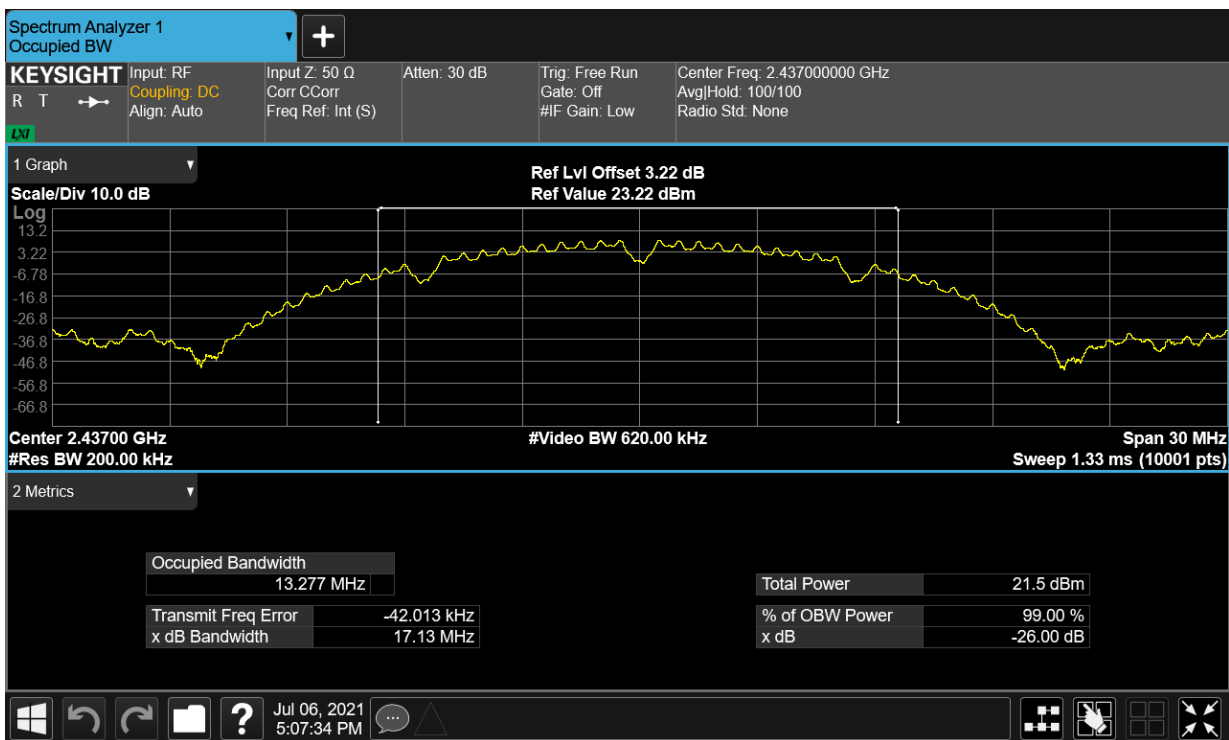 Spectrum Analyzer 1
Occupied BW
▼
+
KEYSIGHT
R T
LXI
Input: RF
Coupling: DC
Align: Auto
Input Z: 50 Ω
Corr CCorr
Freq Ref: Int (S)
Atten: 30 dB
Trig: Free Run
Gate: Off
#IF Gain: Low
Center Freq: 2.437000000 GHz
Avg|Hold: 100/100
Radio Std: None
1 Graph ▼
Scale/Div 10.0 dB
Ref Lvl Offset 3.22 dB
Ref Value 23.22 dBm
Log
13.2
3.22
-6.78
-16.8
-26.8
-36.8
-46.8
-56.8
-66.8
Center 2.43700 GHz
#Res BW 200.00 kHz
#Video BW 620.00 kHz
Span 30 MHz
Sweep 1.33 ms (10001 pts)
2 Metrics ▼
Occupied Bandwidth
13.277 MHz
Transmit Freq Error -42.013 kHz
x dB Bandwidth 17.13 MHz
Total Power 21.5 dBm
% of OBW Power 99.00 %
x dB -26.00 dB
?
Jul 06, 2021
5:07:34 PM